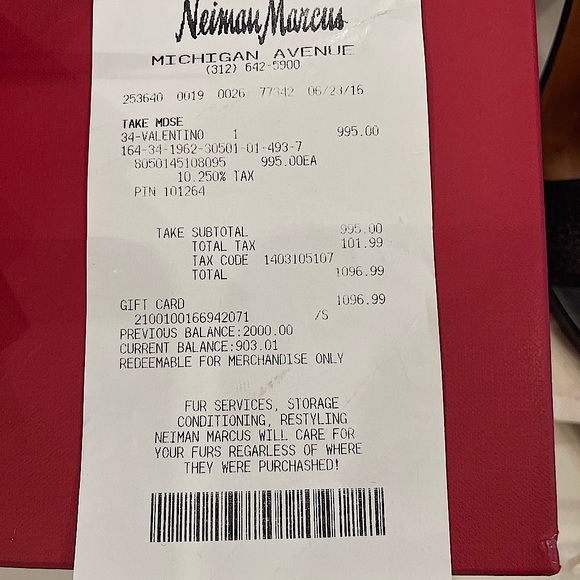 Neiman Marcus
MICHIGAN AVENUE
(312) 642-5900
253640 0019 0026 77342 06/23/16
TAKE MDSE
34-VALENTINO 1 995.00
164-34-1962-30501-01-493-7
8050145108095 995.00EA
10.250% TAX
PIN 101264
TAKE SUBTOTAL 995.00
TOTAL TAX 101.99
TAX CODE 1403105107
TOTAL 1096.99
GIFT CARD 1096.99
2100100166942071 /S
PREVIOUS BALANCE:2000.00
CURRENT BALANCE:903.01
REDEEMABLE FOR MERCHANDISE ONLY
FUR SERVICES, STORAGE
CONDITIONING, RESTYLING
NEIMAN MARCUS WILL CARE FOR
YOUR FURS REGARLESS OF WHERE
THEY WERE PURCHASHED!